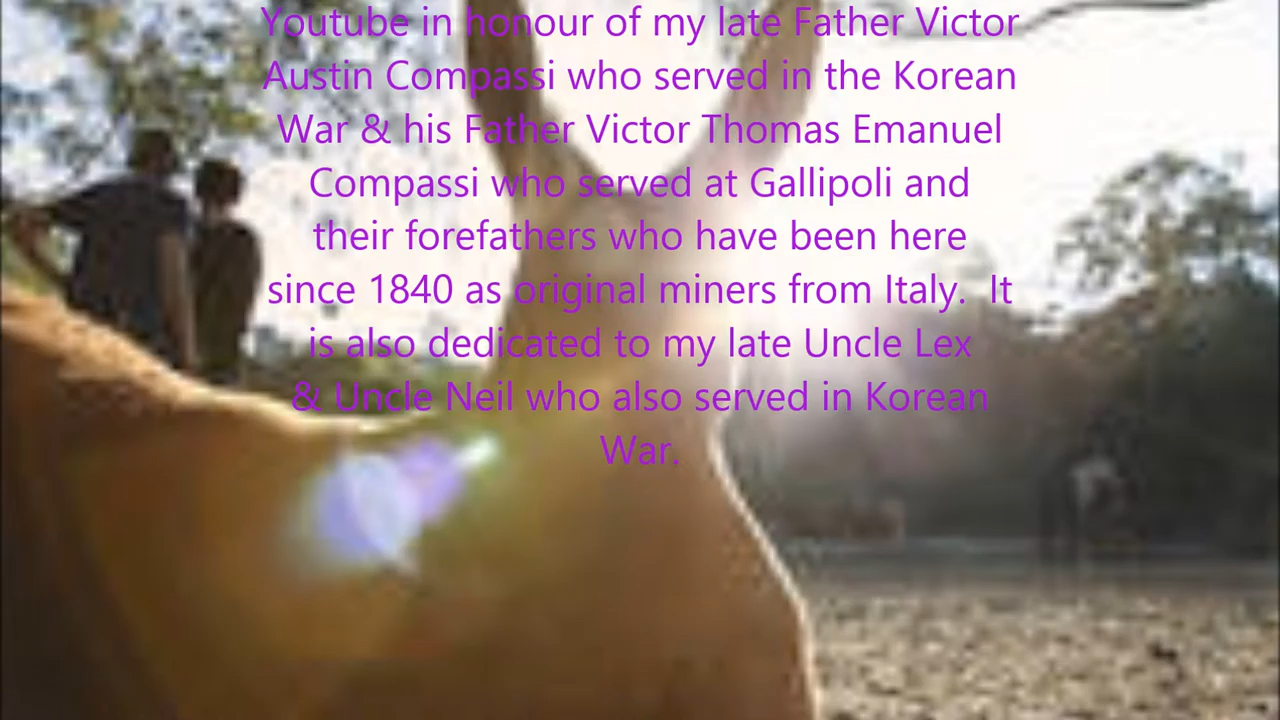 Youtube in honour of my late Father Victor
Austin Compassi who served in the Korean
War & his Father Victor Thomas Emanuel
Compassi who served at Gallipoli and
their forefathers who have been here
since 1840 as original miners from Italy.  It
is also dedicated to my late Uncle Lex
& Uncle Neil who also served in Korean
War.